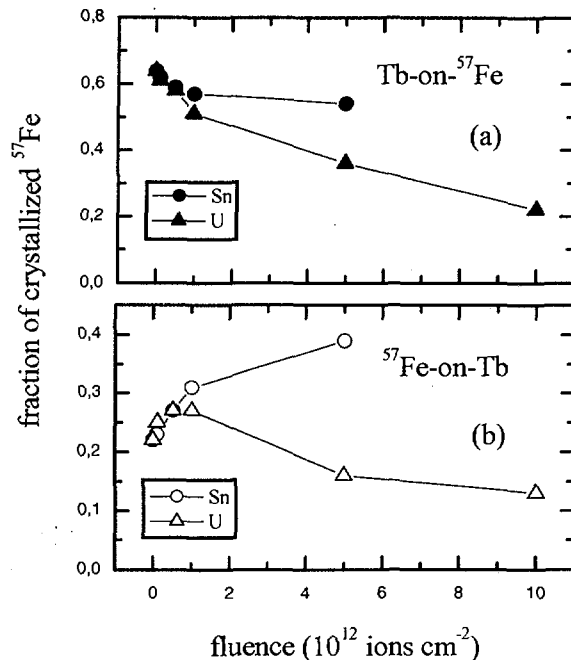 0,8
0,6
0,4
0,2
0,0
Tb-on-⁵⁷Fe
(a)
Sn
U
fraction of crystallized ⁵⁷Fe
0,4
0,3
0,2
0,1
0,0
⁵⁷Fe-on-Tb
(b)
Sn
U
0 2 4 6 8 10
fluence (10¹² ions cm⁻²)